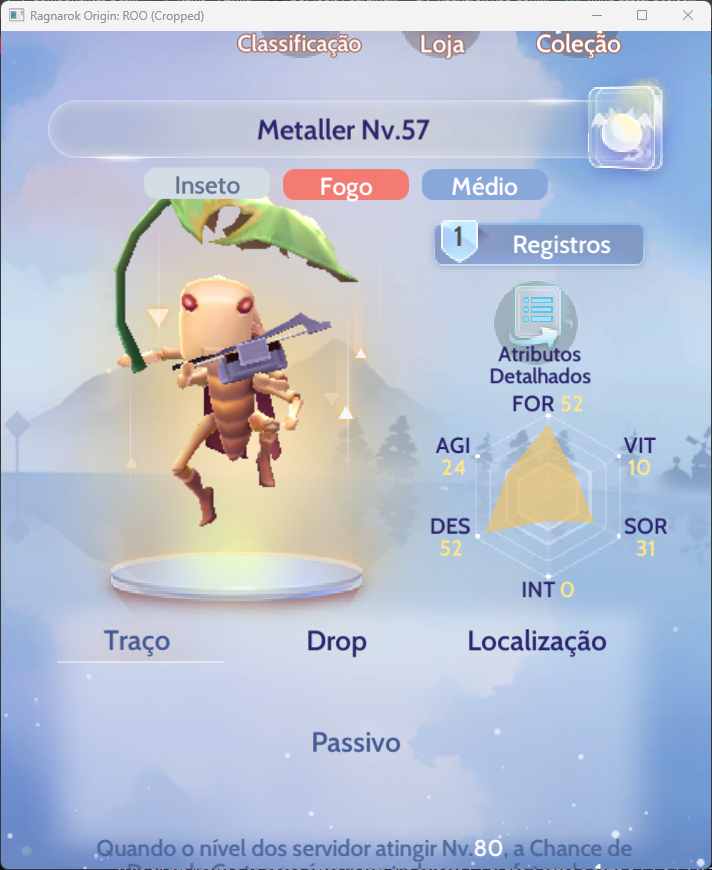 Ragnarok Origin: ROO (Cropped)
Classificação
Loja
Coleção
Metaller Nv.57
Inseto
Fogo
Médio
1
Registros
Atributos
Detalhados
FOR 52
AGI
24
VIT
10
DES
52
SOR
31
INT 0
Traço
Drop
Localização
Passivo
Quando o nível dos servidor atingir Nv.80, a Chance de